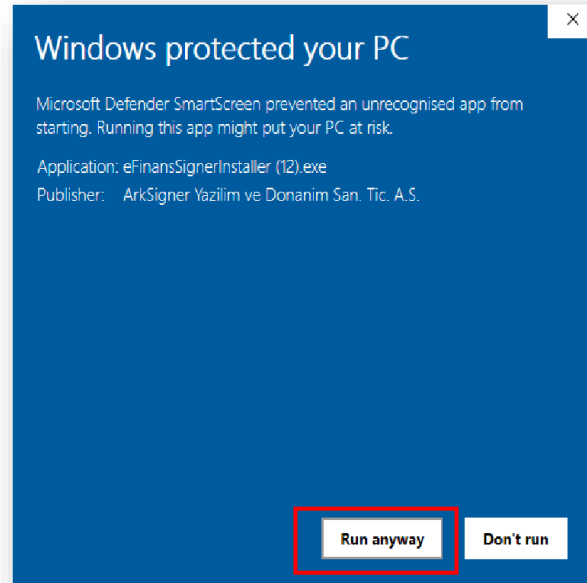 Windows protected your PC
Microsoft Defender SmartScreen prevented an unrecognised app from
starting. Running this app might put your PC at risk.
Application: eFinansSignerInstaller (12).exe
Publisher: ArkSigner Yazilim ve Donanim San. Tic. A.S.
Run anyway
Don't run